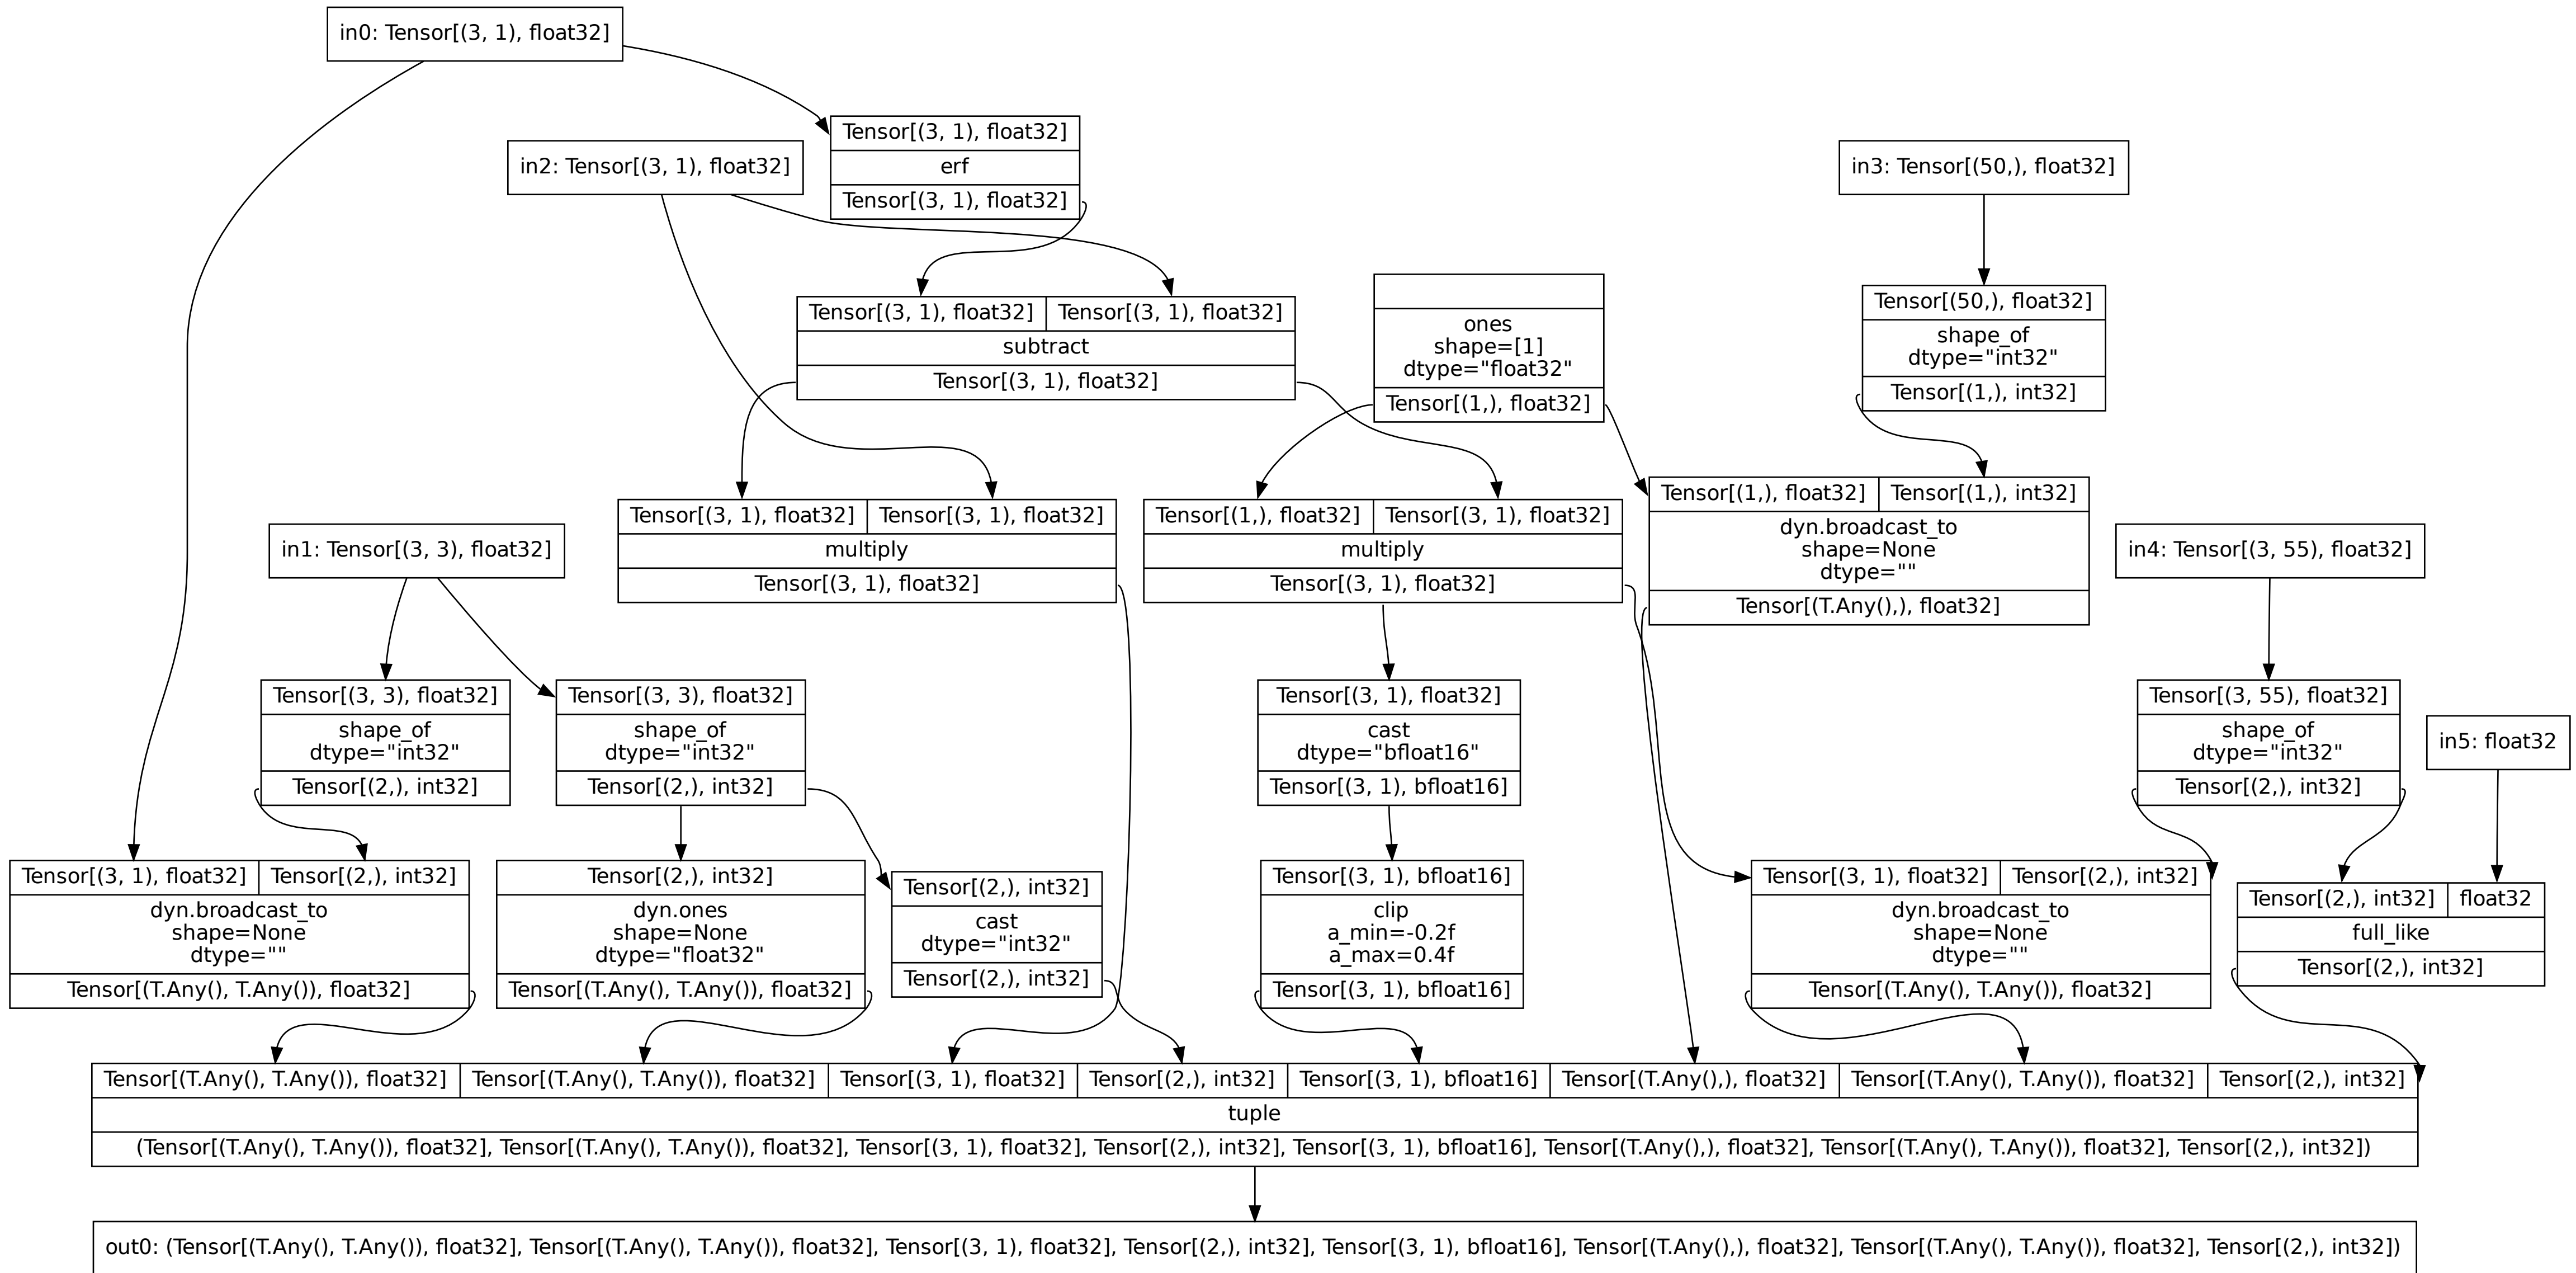 in0: Tensor[(3, 1), float32]
Tensor[(3, 1), float32]
erf
Tensor[(3, 1), float32]
in2: Tensor[(3, 1), float32]
in3: Tensor[(50,), float32]
Tensor[(3, 1), float32] Tensor[(3, 1), float32]
subtract
Tensor[(3, 1), float32]
ones
shape=[1]
dtype="float32"
Tensor[(1,), float32]
Tensor[(50,), float32]
shape_of
dtype="int32"
Tensor[(1,), int32]
Tensor[(3, 1), float32] Tensor[(3, 1), float32]
multiply
Tensor[(3, 1), float32]
Tensor[(1,), float32] Tensor[(3, 1), float32]
multiply
Tensor[(3, 1), float32]
Tensor[(1,), float32] Tensor[(1,), int32]
dyn.broadcast_to
shape=None
dtype=""
Tensor[(T.Any(),), float32]
in1: Tensor[(3, 3), float32]
in4: Tensor[(3, 55), float32]
Tensor[(3, 3), float32]
shape_of
dtype="int32"
Tensor[(2,), int32]
Tensor[(3, 3), float32]
shape_of
dtype="int32"
Tensor[(2,), int32]
Tensor[(3, 1), float32]
cast
dtype="bfloat16"
Tensor[(3, 1), bfloat16]
Tensor[(3, 55), float32]
shape_of
dtype="int32"
Tensor[(2,), int32]
in5: float32
Tensor[(3, 1), float32] Tensor[(2,), int32]
dyn.broadcast_to
shape=None
dtype=""
Tensor[(T.Any(), T.Any()), float32]
Tensor[(2,), int32]
dyn.ones
shape=None
dtype="float32"
Tensor[(T.Any(), T.Any()), float32]
Tensor[(2,), int32]
cast
dtype="int32"
Tensor[(2,), int32]
Tensor[(3, 1), bfloat16]
clip
a_min=-0.2f
a_max=0.4f
Tensor[(3, 1), bfloat16]
Tensor[(3, 1), float32] Tensor[(2,), int32]
dyn.broadcast_to
shape=None
dtype=""
Tensor[(T.Any(), T.Any()), float32]
Tensor[(2,), int32] float32
full_like
Tensor[(2,), int32]
Tensor[(T.Any(), T.Any()), float32] Tensor[(T.Any(), T.Any()), float32] Tensor[(3, 1), float32] Tensor[(2,), int32] Tensor[(3, 1), bfloat16] Tensor[(T.Any(),), float32] Tensor[(T.Any(), T.Any()), float32] Tensor[(2,), int32]
tuple
(Tensor[(T.Any(), T.Any()), float32], Tensor[(T.Any(), T.Any()), float32], Tensor[(3, 1), float32], Tensor[(2,), int32], Tensor[(3, 1), bfloat16], Tensor[(T.Any(),), float32], Tensor[(T.Any(), T.Any()), float32], Tensor[(2,), int32])
out0: (Tensor[(T.Any(), T.Any()), float32], Tensor[(T.Any(), T.Any()), float32], Tensor[(3, 1), float32], Tensor[(2,), int32], Tensor[(3, 1), bfloat16], Tensor[(T.Any(),), float32], Tensor[(T.Any(), T.Any()), float32], Tensor[(2,), int32])